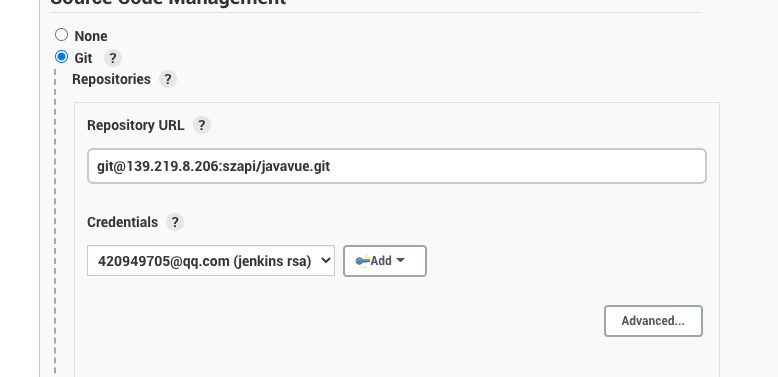 Source Code Management
None
Git ?
Repositories ?
Repository URL ?
git@139.219.8.206:szapi/javavue.git
Credentials ?
420949705@qq.com (jenkins rsa) Add
Advanced...